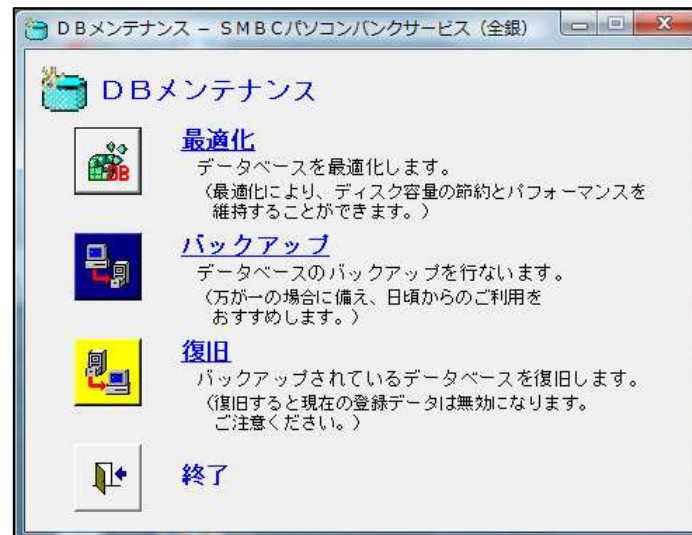 DBメンテナンス － SMBCパソコンバンクサービス（全銀）
DBメンテナンス
最適化
データベースを最適化します。
（最適化により、ディスク容量の節約とパフォーマンスを
維持することができます。）
バックアップ
データベースのバックアップを行ないます。
（万が一の場合に備え、日頃からのご利用を
おすすめします。）
復旧
バックアップされているデータベースを復旧します。
（復旧すると現在の登録データは無効になります。
ご注意ください。）
終了
DB